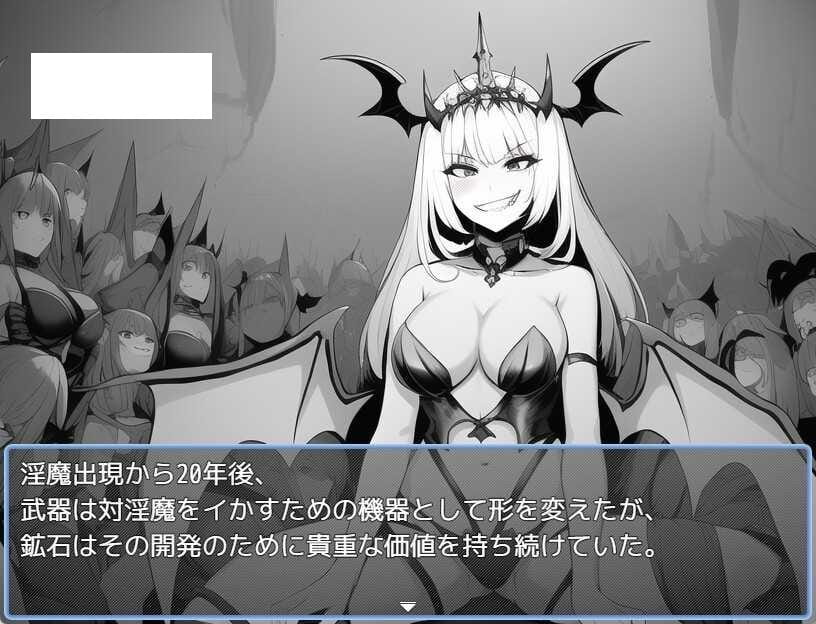 淫魔出現から20年後、
武器は対淫魔をイかすための機器として形を変えたが、
鉱石はその開発のために貴重な価値を持ち続けていた。